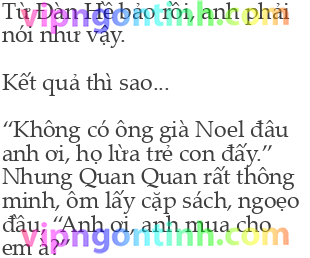 Từ Đàn Hề bảo rồi, anh phải
vipngontinh.com
nói như vậy.
Kết quả thì sao...
“Không có ông già Noel đâu
anh ơi, họ lừa trẻ con đấy.”
Nhung Quan Quan rất thông
minh, ôm lấy cặp sách, ngoẹo
đầu, “Anh ơi, anh mua cho
vipngontinh.com
em à?”